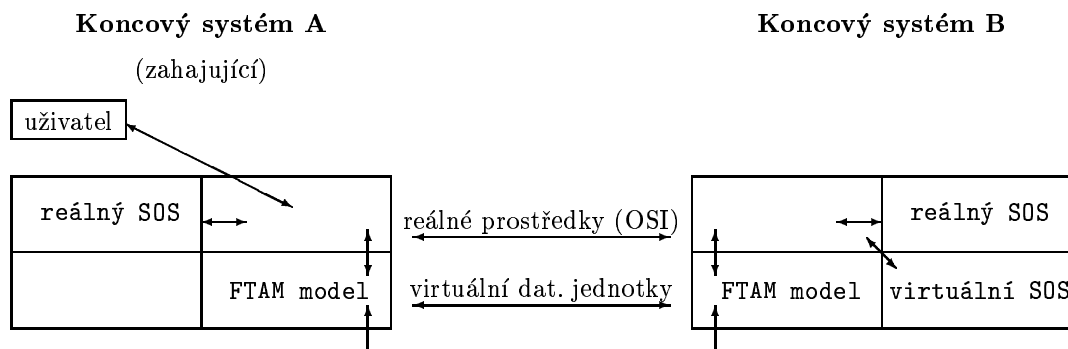 Koncový systém A
Koncový systém B
(zahajující)
uživatel
reálný SOS
reálné prostředky (OSI)
reálný SOS
FTAM model
virtuální dat. jednotky
FTAM model
virtuální SOS